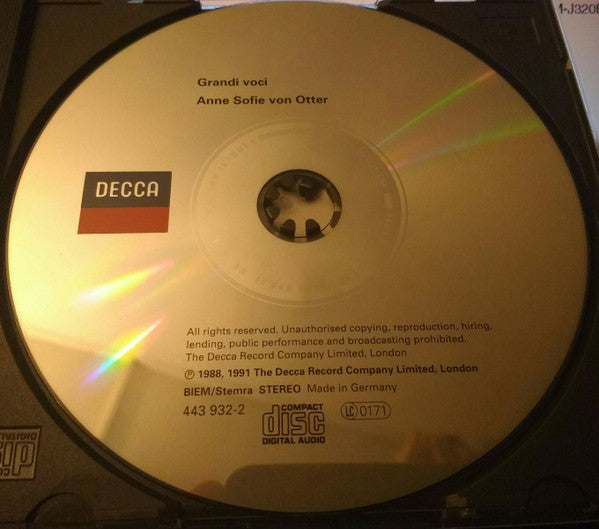 M-J320
Grandi voci
Anne Sofie von Otter
DECCA
All rights reserved. Unauthorised copying, reproduction, hiring,
lending, public performance and broadcasting prohibited.
The Decca Record Company Limited, London
℗ 1988, 1991 The Decca Record Company Limited, London
BIEM/Stemra STEREO Made in Germany
443 932-2
COMPACT
disc
DIGITAL AUDIO
LC 0171